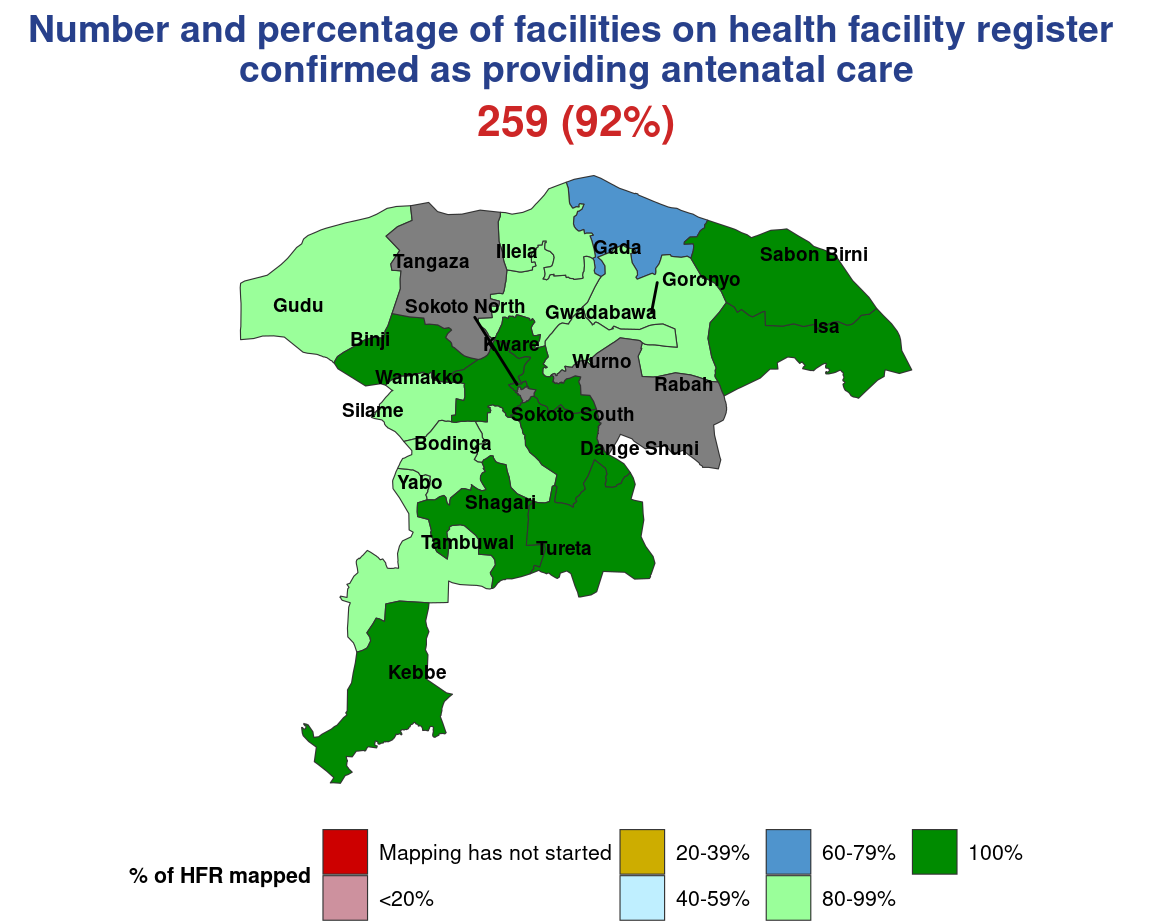 Number and percentage of facilities on health facility register
confirmed as providing antenatal care
259 (92%)
Gada
Illela
Sabon Birni
Tangaza
Goronyo
Gudu
Sokoto North
Gwadabawa
Isa
Binji
Kware
Wurno
Wamakko
Rabah
Silame
Sokoto South
Bodinga
Dange Shuni
Yabo
Shagari
Tambuwal
Tureta
Kebbe
% of HFR mapped
Mapping has not started
<20%
20-39%
40-59%
60-79%
80-99%
100%